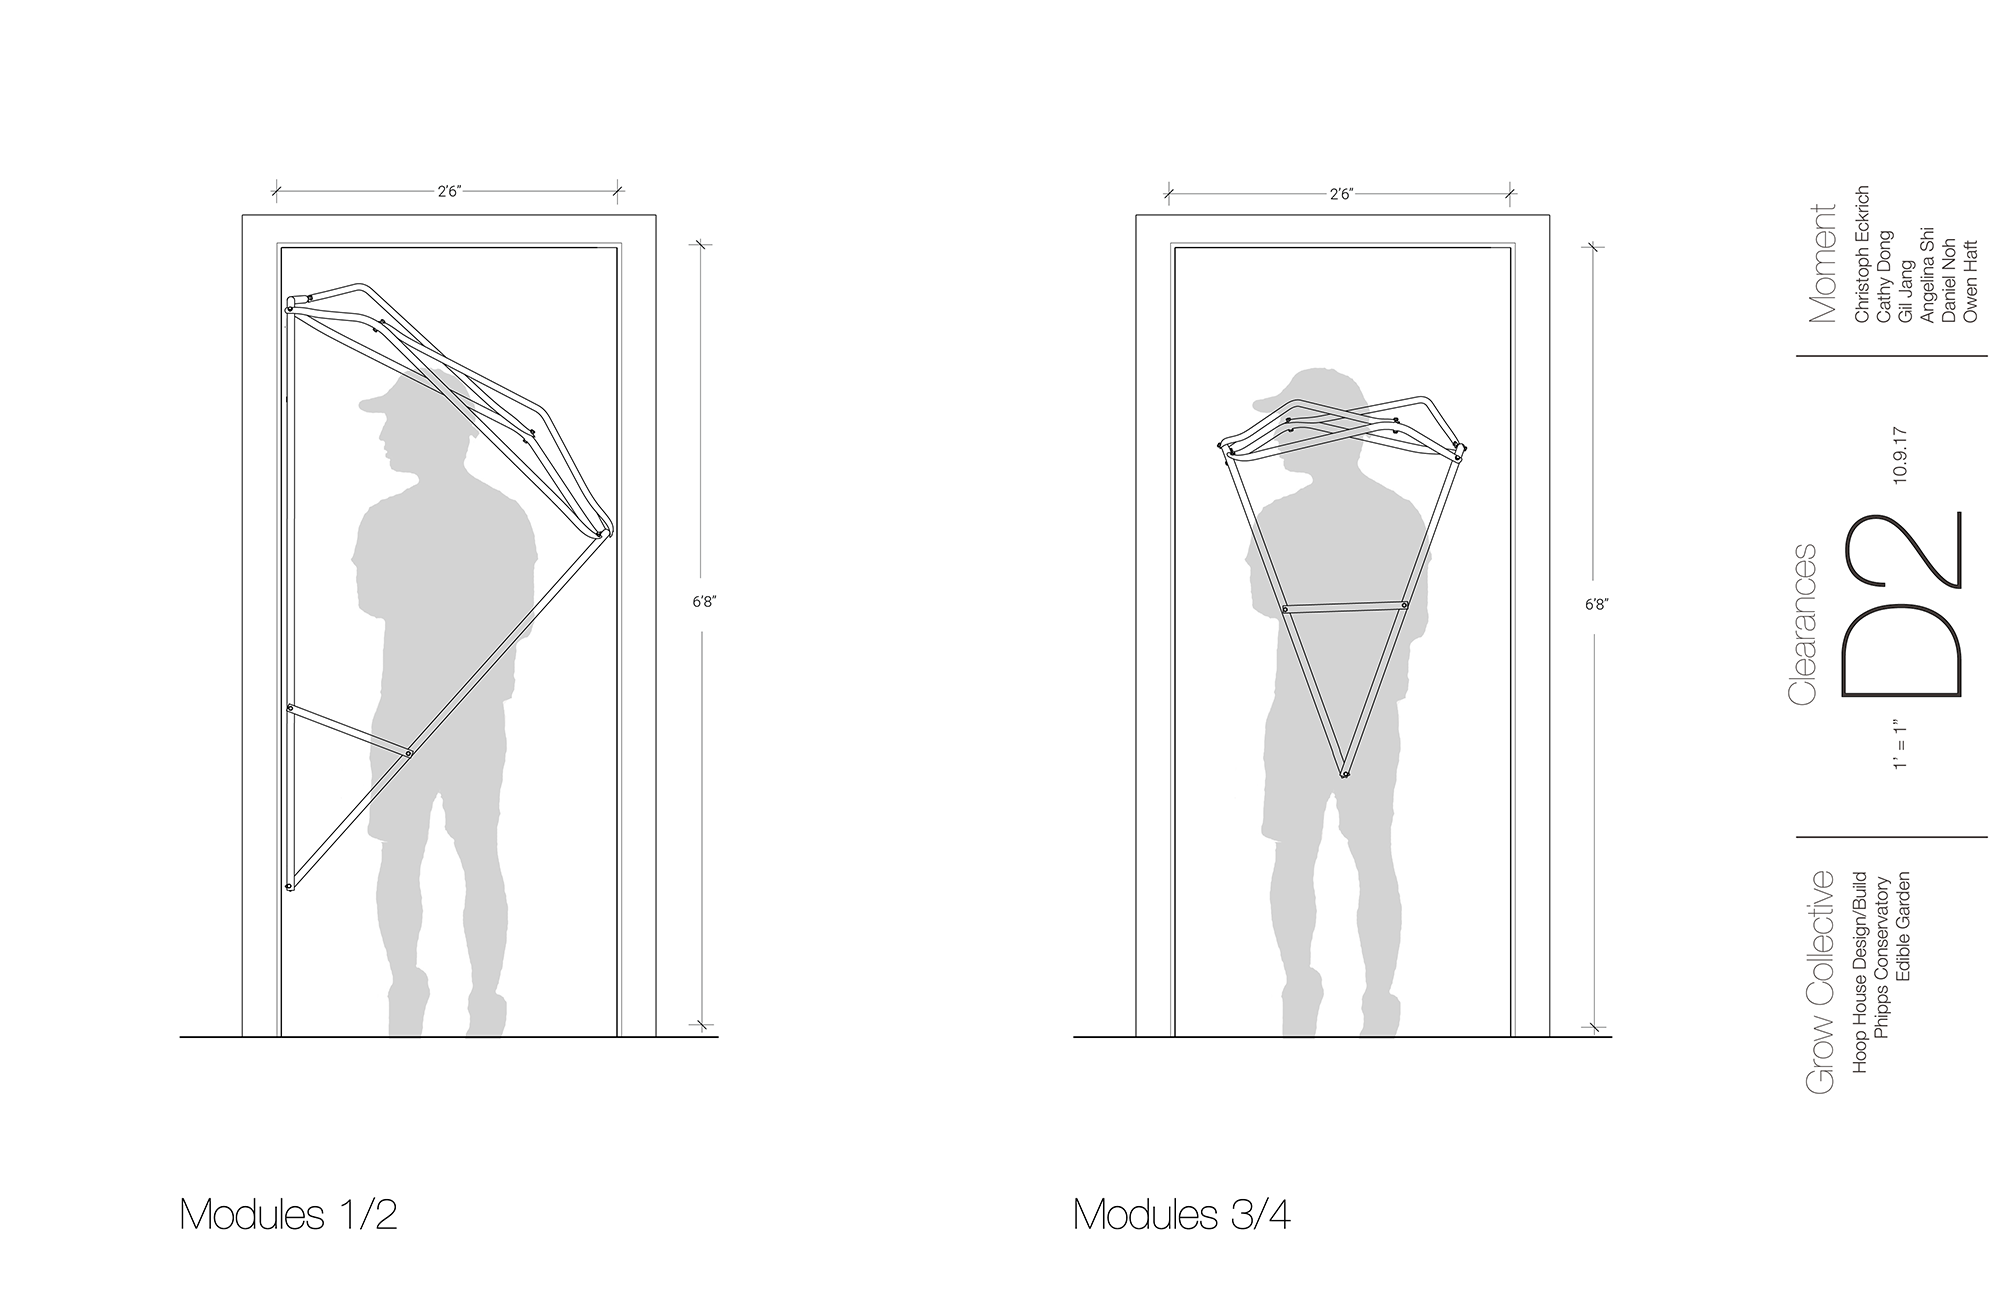 2'6"
6'8"
Modules 1/2
2'6"
6'8"
Modules 3/4
Moment
Christoph Eckrich
Cathy Dong
Gil Jang
Angelina Shi
Daniel Noh
Owen Haft
Clearances
1' = 1"
D2
10.9.17
Grow Collective
Hoop House Design/Build
Phipps Conservatory
Edible Garden